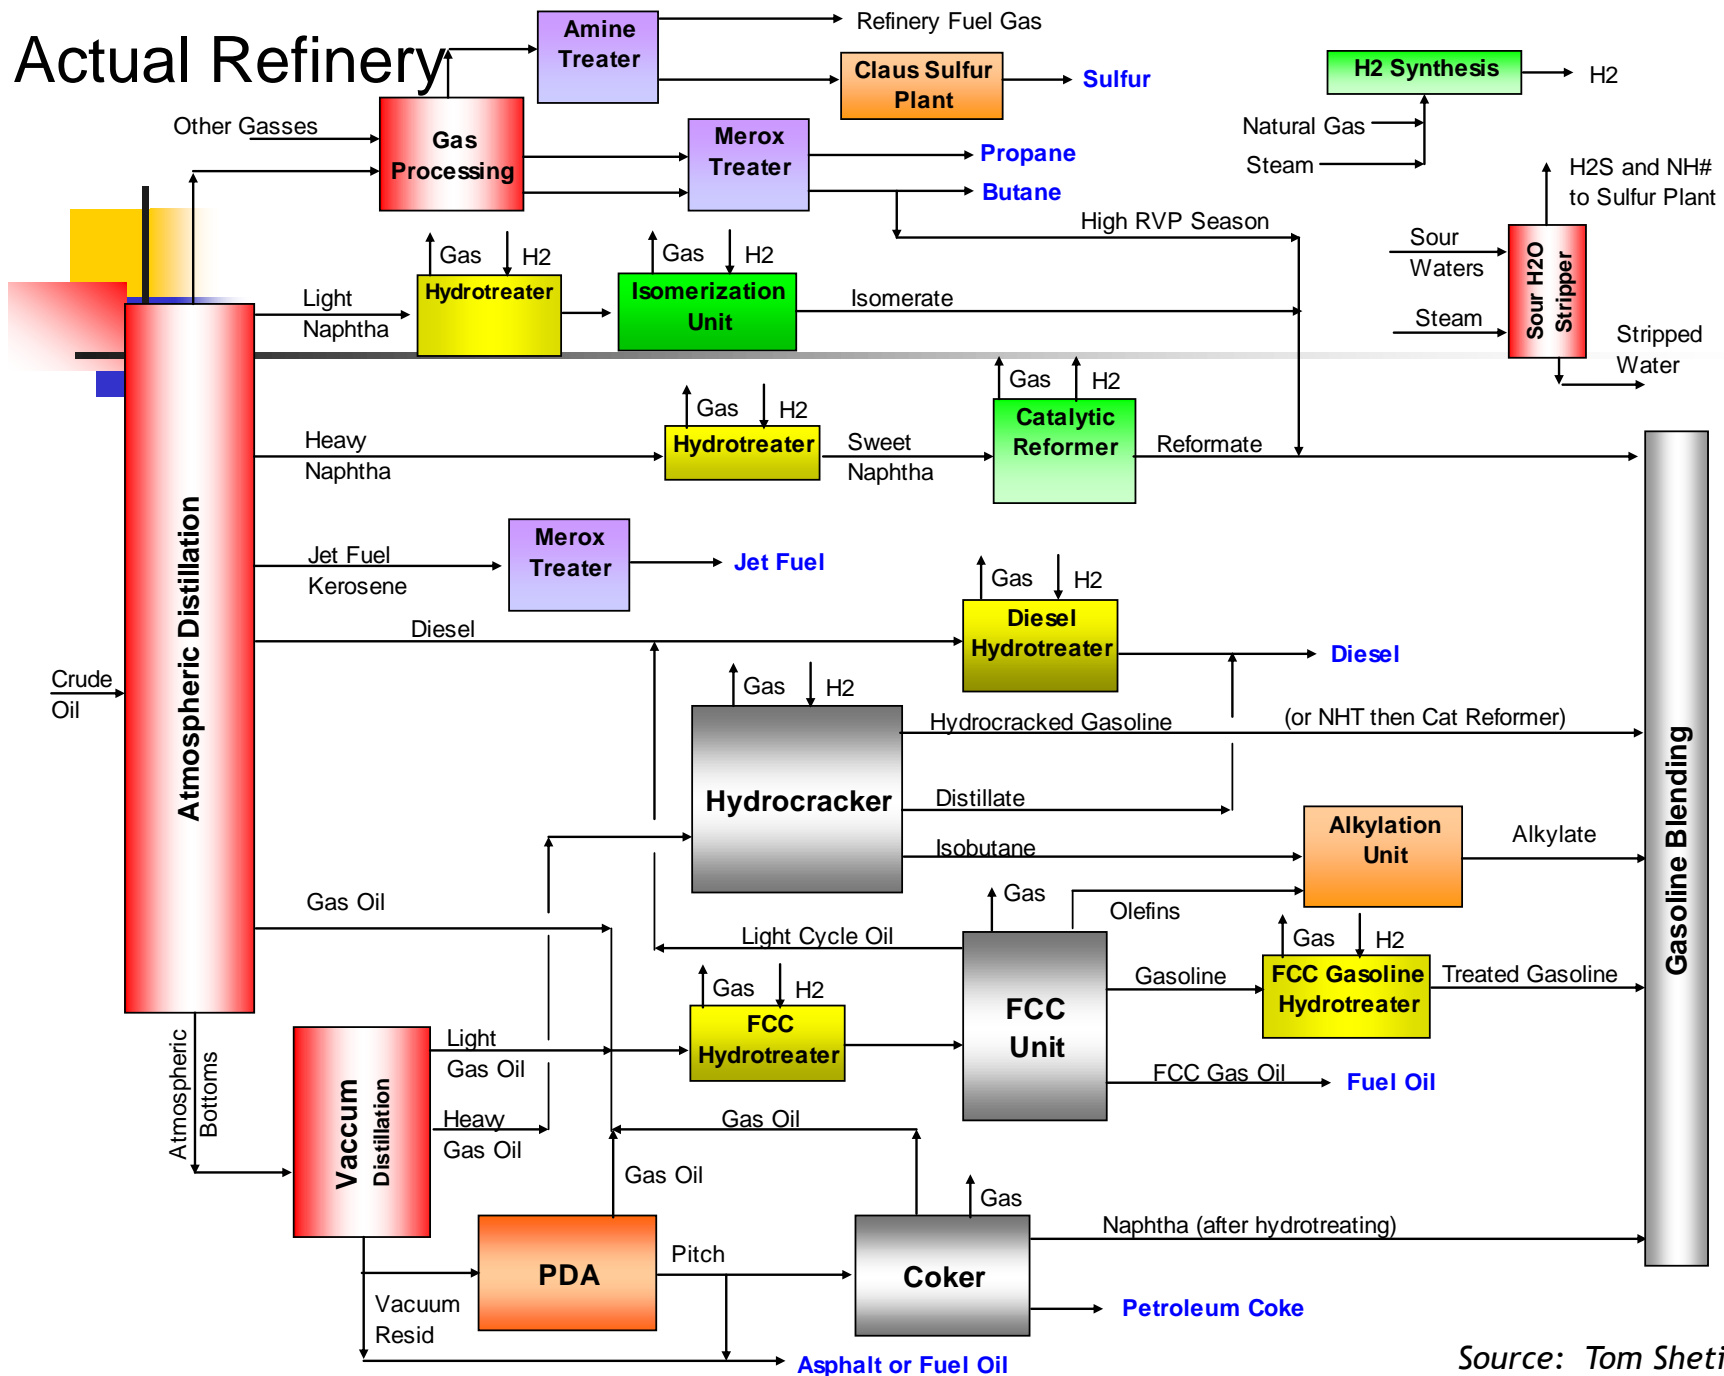 Actual Refinery
Amine
Treater
Refinery Fuel Gas
Claus Sulfur
Plant
Sulfur
H2 Synthesis
H2
Natural Gas
Steam
Other Gasses
Gas
Processing
Merox
Treater
Propane
Butane
High RVP Season
H2S and NH#
to Sulfur Plant
Sour
Waters
Steam
Sour H2O
Stripper
Stripped
Water
Gas
H2
Gas
H2
Light
Naphtha
Hydrotreater
Isomerization
Unit
Isomerate
Gas
H2
Gas
H2
Heavy
Naphtha
Hydrotreater
Sweet
Naphtha
Catalytic
Reformer
Reformate
Atmospheric Distillation
Jet Fuel
Kerosene
Merox
Treater
Jet Fuel
Gas
H2
Diesel
Diesel
Hydrotreater
Diesel
Crude
Oil
Gas
H2
Hydrocracker
Hydrocracked Gasoline
(or NHT then Cat Reformer)
Distillate
Isobutane
Alkylation
Unit
Alkylate
Gasoline Blending
Gas Oil
Gas
Olefins
Light Cycle Oil
Gas
H2
FCC
Unit
Gasoline
Gas
H2
FCC Gasoline
Hydrotreater
Treated Gasoline
FCC
Hydrotreater
FCC Gas Oil
Fuel Oil
Atmospheric
Bottoms
Vaccum
Distillation
Light
Gas Oil
Heavy
Gas Oil
Gas Oil
Gas Oil
Gas
PDA
Pitch
Coker
Naphtha (after hydrotreating)
Petroleum Coke
Vacuum
Resid
Asphalt or Fuel Oil
Source: Tom Sheti